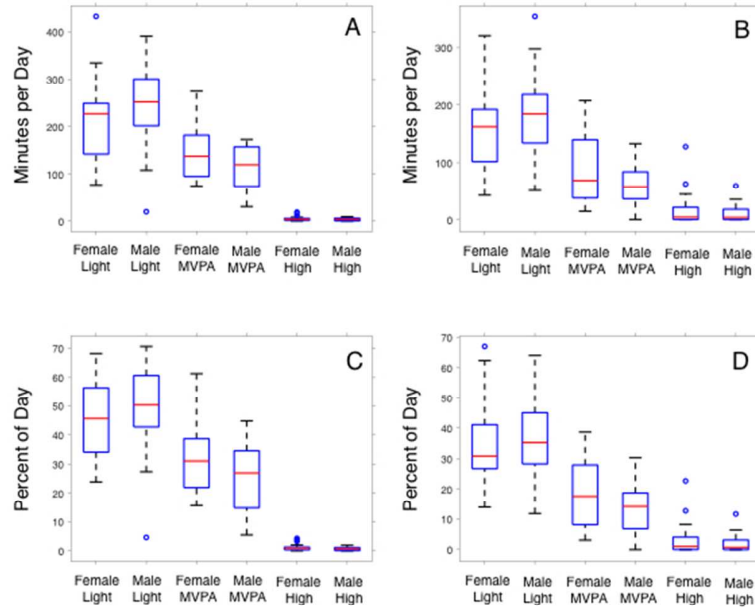 A
Minutes per Day
400
300
200
100
0
Female Light
Male Light
Female MVPA
Male MVPA
Female High
Male High
B
Minutes per Day
300
200
100
0
Female Light
Male Light
Female MVPA
Male MVPA
Female High
Male High
C
Percent of Day
70
60
50
40
30
20
10
0
Female Light
Male Light
Female MVPA
Male MVPA
Female High
Male High
D
Percent of Day
70
60
50
40
30
20
10
0
Female Light
Male Light
Female MVPA
Male MVPA
Female High
Male High